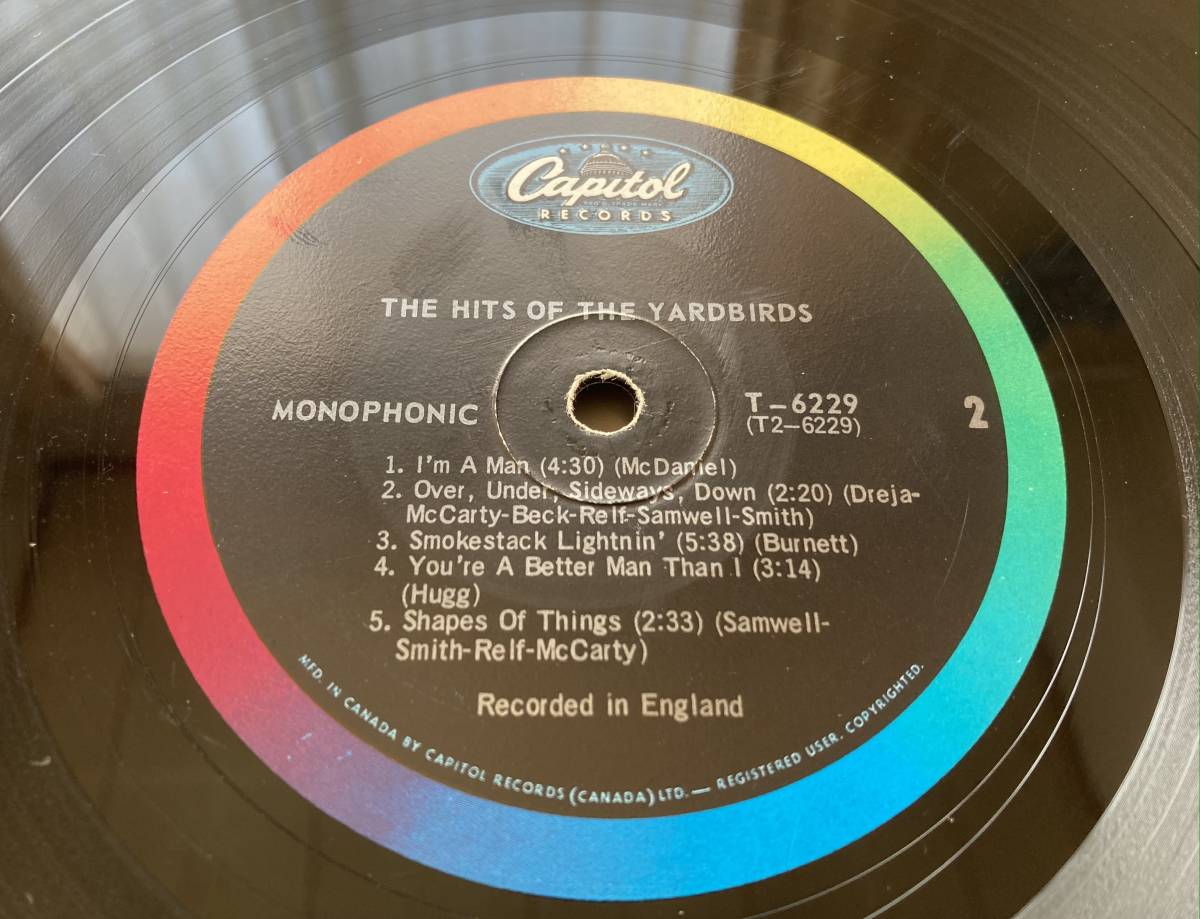 Capitol
REG'D. TRADE MARK
RECORDS
THE HITS OF THE YARDBIRDS
MONOPHONIC
T-6229
(T2-6229)
2
1. I'm A Man (4:30) (McDaniel)
2. Over, Under, Sideways, Down (2:20) (Dreja-
McCarty-Beck-Relf-Samwell-Smith)
3. Smokestack Lightnin' (5:38) (Burnett)
4. You're A Better Man Than I (3:14)
(Hugg)
5. Shapes Of Things (2:33) (Samwell-
Smith-Relf-McCarty)
Recorded in England
MFD. IN CANADA BY CAPITOL RECORDS (CANADA) LTD. — REGISTERED USER. COPYRIGHTED.